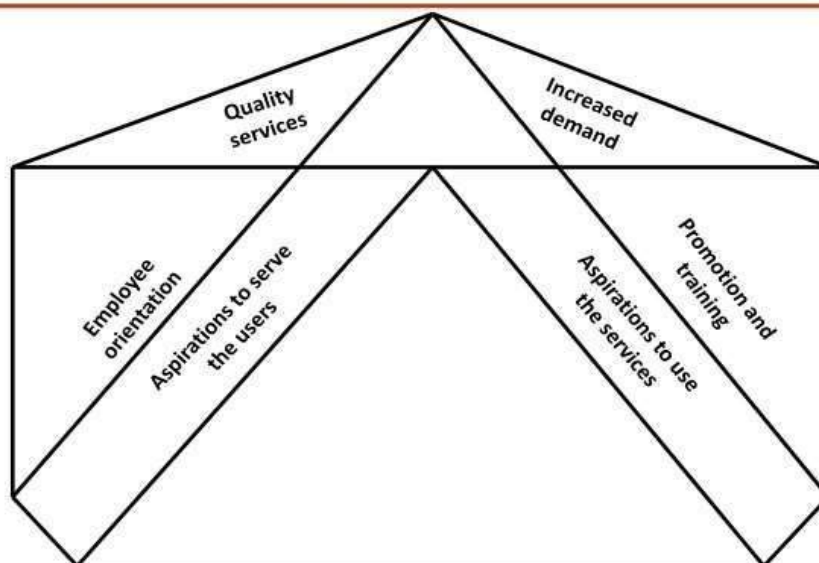 Quality
services
Increased
demand
Employee
orientation
Aspirations to serve
the users
Aspirations to use
the services
Promotion and
training